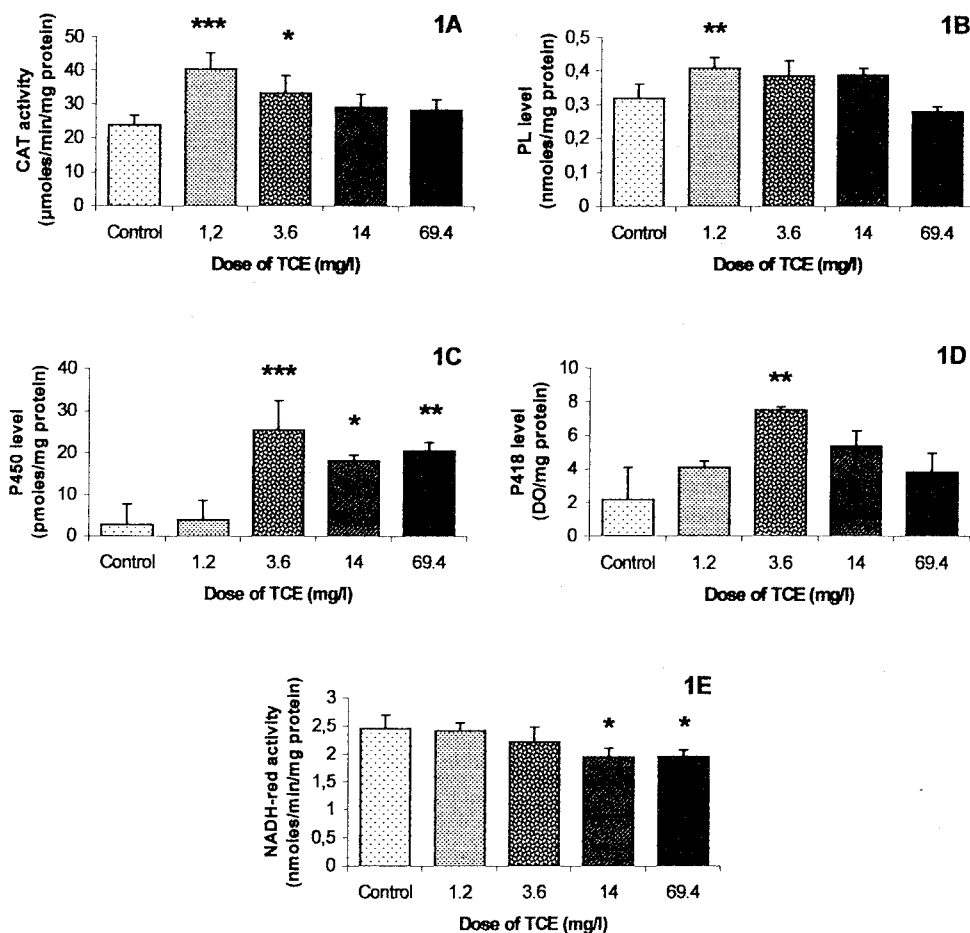 1A
***
*
CAT activity
(µmoles/min/mg protein)
60
50
40
30
20
10
0
Control 1,2 3.6 14 69.4
Dose of TCE (mg/l)
1B
**
PL level
(nmoles/mg protein)
0,5
0,4
0,3
0,2
0,1
0
Control 1.2 3.6 14 69.4
Dose of TCE (mg/l)
1C
***
*
**
P450 level
(pmoles/mg protein)
40
30
20
10
0
Control 1.2 3.6 14 69.4
Dose of TCE (mg/l)
1D
**
P418 level
(DO/mg protein)
10
8
6
4
2
0
Control 1.2 3.6 14 69.4
Dose of TCE (mg/l)
1E
* *
NADH-red activity
(nmoles/min/mg protein)
3
2,5
2
1,5
1
0,5
0
Control 1.2 3.6 14 69.4
Dose of TCE (mg/l)